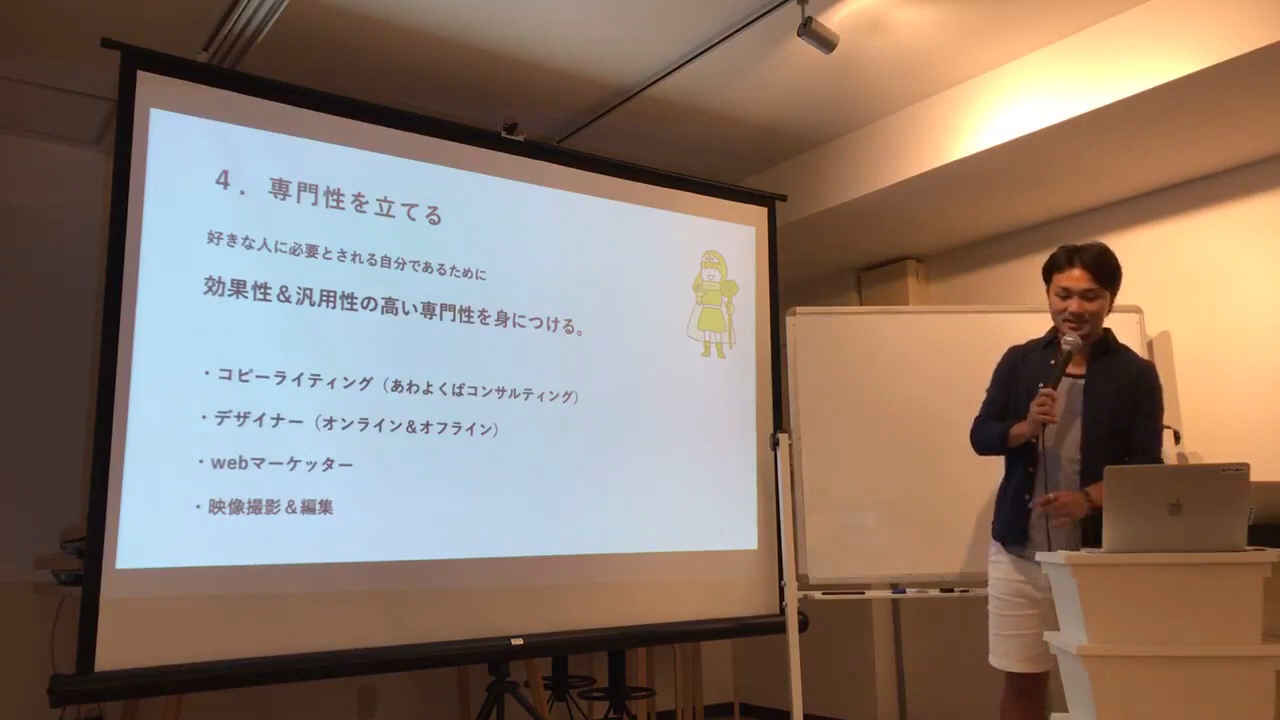 ４．専門性を立てる
好きな人に必要とされる自分であるために
効果性＆汎用性の高い専門性を身につける。
・コピーライティング（あわよくばコンサルティング）
・デザイナー（オンライン＆オフライン）
・webマーケッター
・映像撮影＆編集